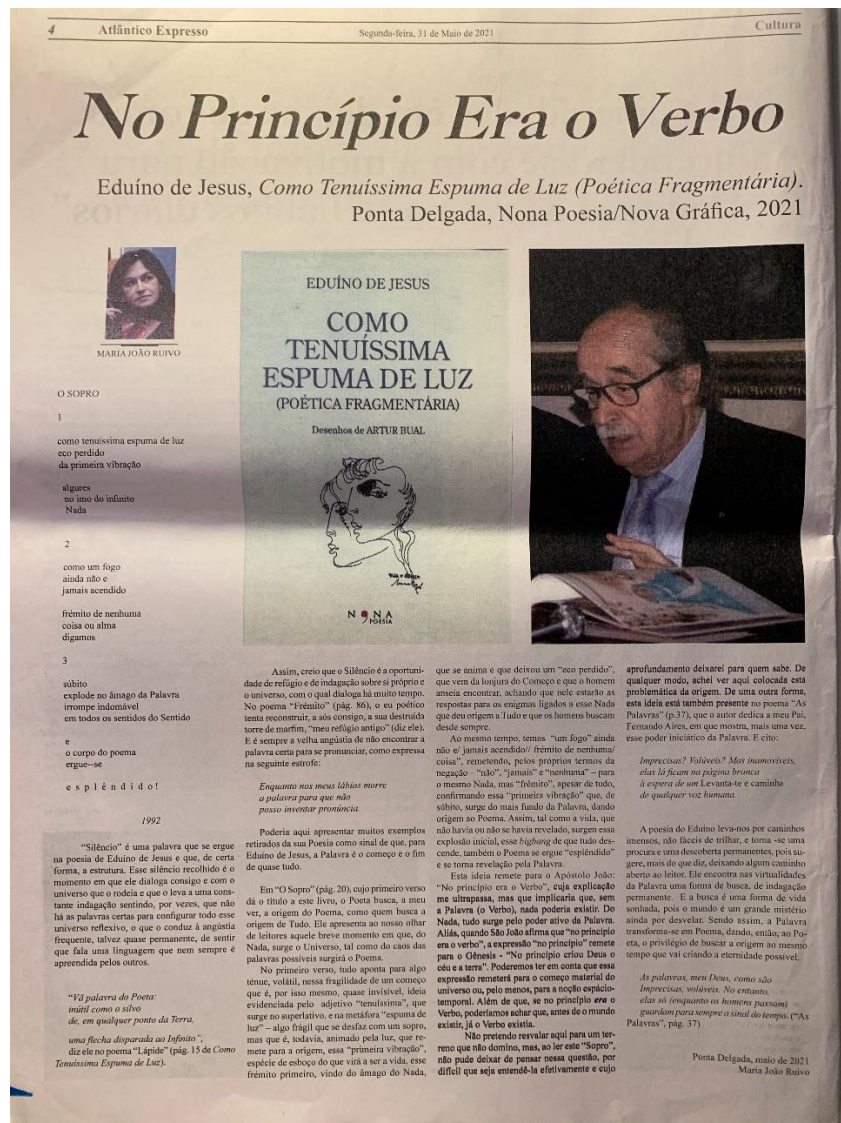 4
Atlântico Expresso
Segunda-feira, 31 de Maio de 2021
Cultura
No Princípio Era o Verbo
Eduíno de Jesus, Como Tenuíssima Espuma de Luz (Poética Fragmentária).
Ponta Delgada, Nona Poesia/Nova Gráfica, 2021
MARIA JOÃO RUIVO
O SOPRO
1
como tenuíssima espuma de luz
eco perdido
da primeira vibração
algures
no imo do infinito
Nada
2
como um fogo
ainda não e
jamais acendido
frémito de nenhuma
coisa ou alma
digamos
3
súbito
explode no âmago da Palavra
irrompe indomável
em todos os sentidos do Sentido
e
o corpo do poema
ergue--se
e s p l ê n d i d o !
1992
"Silêncio" é uma palavra que se ergue
na poesia de Eduíno de Jesus e que, de certa
forma, a estrutura. Esse silêncio recolhido é o
momento em que ele dialoga consigo e com o
universo que o rodeia e que o leva a uma cons-
tante indagação sentindo, por vezes, que não
há as palavras certas para configurar todo esse
universo reflexivo, o que o conduz à angústia
frequente, talvez quase permanente, de sentir
que fala uma linguagem que nem sempre é
apreendida pelos outros.
"Vã palavra do Poeta:
inútil como o silvo
de, em qualquer ponto da Terra,
uma flecha disparada ao Infinito",
diz ele no poema "Lápide" (pág. 15 de Como
Tenuíssima Espuma de Luz).
EDUÍNO DE JESUS
COMO
TENUÍSSIMA
ESPUMA DE LUZ
(POÉTICA FRAGMENTÁRIA)
Desenhos de ARTUR BUAL
N9NA
POESIA
Assim, creio que o Silêncio é a oportuni-
dade de refúgio e de indagação sobre si próprio e
o universo, com o qual dialoga há muito tempo.
No poema "Frémito" (pág. 86), o eu poético
tenta reconstruir, a sós consigo, a sua destruída
torre de marfim, "meu refúgio antigo" (diz ele).
E é sempre a velha angústia de não encontrar a
palavra certa para se pronunciar, como expressa
na seguinte estrofe:
Enquanto nos meus lábios morre
a palavra para que não
posso inventar pronúncia.
Poderia aqui apresentar muitos exemplos
retirados da sua Poesia como sinal de que, para
Eduíno de Jesus, a Palavra é o começo e o fim
de quase tudo.
Em "O Sopro" (pág. 20), cujo primeiro verso
dá o título a este livro, o Poeta busca, a meu
ver, a origem do Poema, como quem busca a
origem de Tudo. Ele apresenta ao nosso olhar
de leitores aquele breve momento em que, do
Nada, surge o Universo, tal como do caos das
palavras possíveis surgirá o Poema.
No primeiro verso, tudo aponta para algo
ténue, volátil, nessa fragilidade de um começo
que é, por isso mesmo, quase invisível, ideia
evidenciada pelo adjetivo "tenuíssima", que
surge no superlativo, e na metáfora "espuma de
luz" – algo frágil que se desfaz com um sopro,
mas que é, todavia, animado pela luz, que re-
mete para a origem, essa "primeira vibração",
espécie de esboço do que virá a ser a vida, esse
frémito primeiro, vindo do âmago do Nada,
que se anima e que deixou um "eco perdido",
que vem da lonjura do Começo e que o homem
anseia encontrar, achando que nele estarão as
respostas para os enigmas ligados a esse Nada
que deu origem a Tudo e que os homens buscam
desde sempre.
Ao mesmo tempo, temos "um fogo" ainda
não e/ jamais acendido// frémito de nenhuma/
coisa", remetendo, pelos próprios termos da
negação – "não", "jamais" e "nenhuma" – para
o mesmo Nada, mas "frémito", apesar de tudo,
confirmando essa "primeira vibração" que, de
súbito, surge do mais fundo da Palavra, dando
origem ao Poema. Assim, tal como a vida, que
não havia ou não se havia revelado, surgen essa
explosão inicial, esse bigbang de que tudo des-
cende, também o Poema se ergue "esplêndido"
e se torna revelação pela Palavra.
Esta ideia remete para o Apóstolo João:
"No princípio era o Verbo", cuja explicação me
me ultrapassa, mas que implicaria que, sem
a Palavra (o Verbo), nada poderia existir. Do
Nada, tudo surge pelo poder ativo da Palavra.
Aliás, quando São João afirma que "no princípio
era o verbo", a expressão "no princípio" remete
para o Génesis - "No princípio criou Deus o
céu e a terra". Poderemos ter em conta que essa
expressão remeterá para o começo material do
universo ou, pelo menos, para a noção espácio-
temporal. Além de que, se no princípio era o
Verbo, poderíamos achar que, antes de o mundo
existir, já o Verbo existia.
Não pretendo resvalar aqui para um ter-
reno que não domino, mas, ao ler este "Sopro",
não pude deixar de pensar nessa questão, por
difícil que seja entendê-la efetivamente e cujo
aprofundamento deixarei para quem sabe. De
qualquer modo, achei ver aqui colocada esta
problemática da origem. De uma outra forma,
esta ideia está também presente no poema "As
Palavras" (p.37), que o autor dedica a meu Pai,
Fernando Aires, em que mostra, mais uma vez,
esse poder iniciático da Palavra. E cito:
Imprecisas? Volúveis? Mas inamovíveis,
elas lá ficam na página branca
à espera de um Levanta-te e caminha
de qualquer voz humana.
A poesia do Eduíno leva-nos por caminhos
imensos, não fáceis de trilhar, e torna -se uma
procura e uma descoberta permanentes, pois su-
gere, mais do que diz, deixando algum caminho
aberto ao leitor. Ele encontra nas virtualidades
da Palavra uma forma de busca, de indagação
permanente. E a busca é uma forma de vida
sonhada, pois o mundo é um grande mistério
ainda por desvelar. Sendo assim, a Palavra
transforma-se em Poema, dando, então, ao Po-
eta, o privilégio de buscar a origem ao mesmo
tempo que vai criando a eternidade possível.
As palavras, meu Deus, como são
Imprecisas, volúveis. No entanto,
elas só (enquanto os homens passam)
guardam para sempre o sinal do tempo. ("As
Palavras", pág. 37)
Ponta Delgada, maio de 2021
Maria João Ruivo